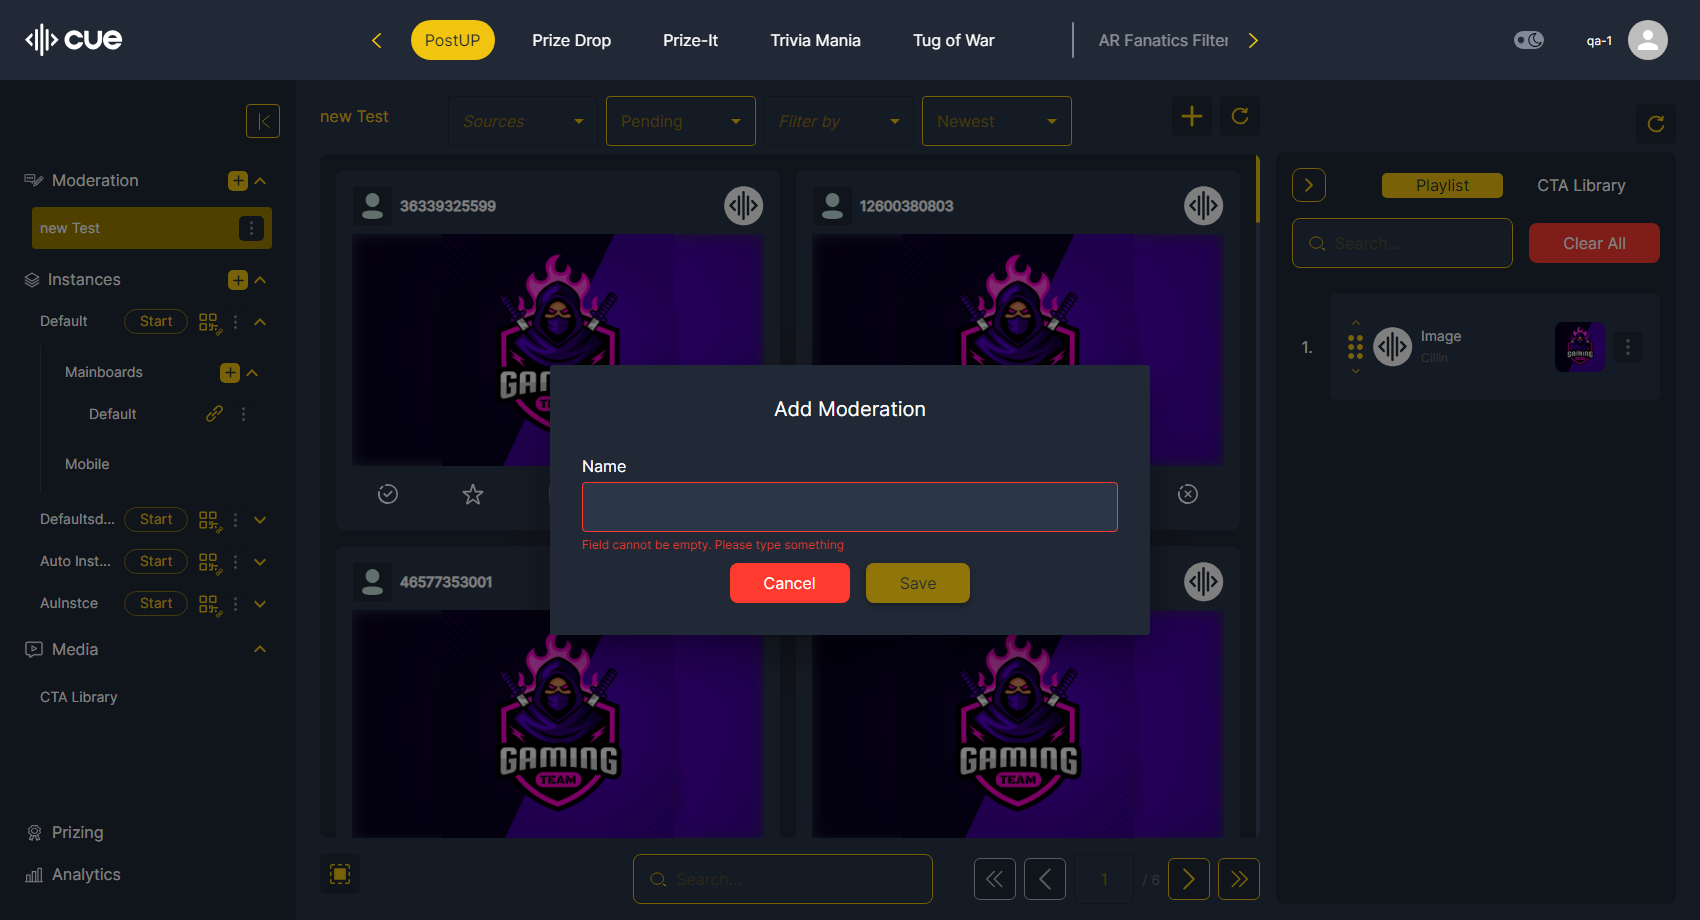 cue
PostUP
Prize Drop
Prize-It
Trivia Mania
Tug of War
AR Fanatics Filter
qa-1
new Test
Sources
Pending
Filter by
Newest
Moderation
new Test
Instances
Default
Start
Mainboards
Default
Mobile
Defaultsd...
Start
Auto Inst...
Start
AuInstce
Start
Media
CTA Library
Prizing
Analytics
36339325599
12600380803
46577353001
GAMING
TEAM
GAMING
TEAM
Add Moderation
Name
Field cannot be empty. Please type something
Cancel
Save
Search...
1
/ 6
Playlist
CTA Library
Search...
Clear All
1.
Image
Cillin
GAMING